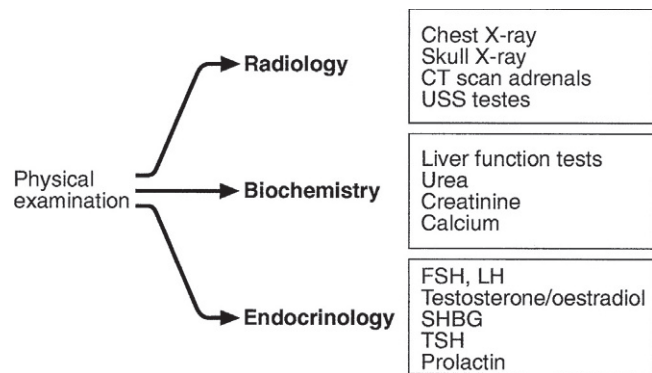 Physical
examination
Radiology
Chest X-ray
Skull X-ray
CT scan adrenals
USS testes
Biochemistry
Liver function tests
Urea
Creatinine
Calcium
Endocrinology
FSH, LH
Testosterone/oestradiol
SHBG
TSH
Prolactin